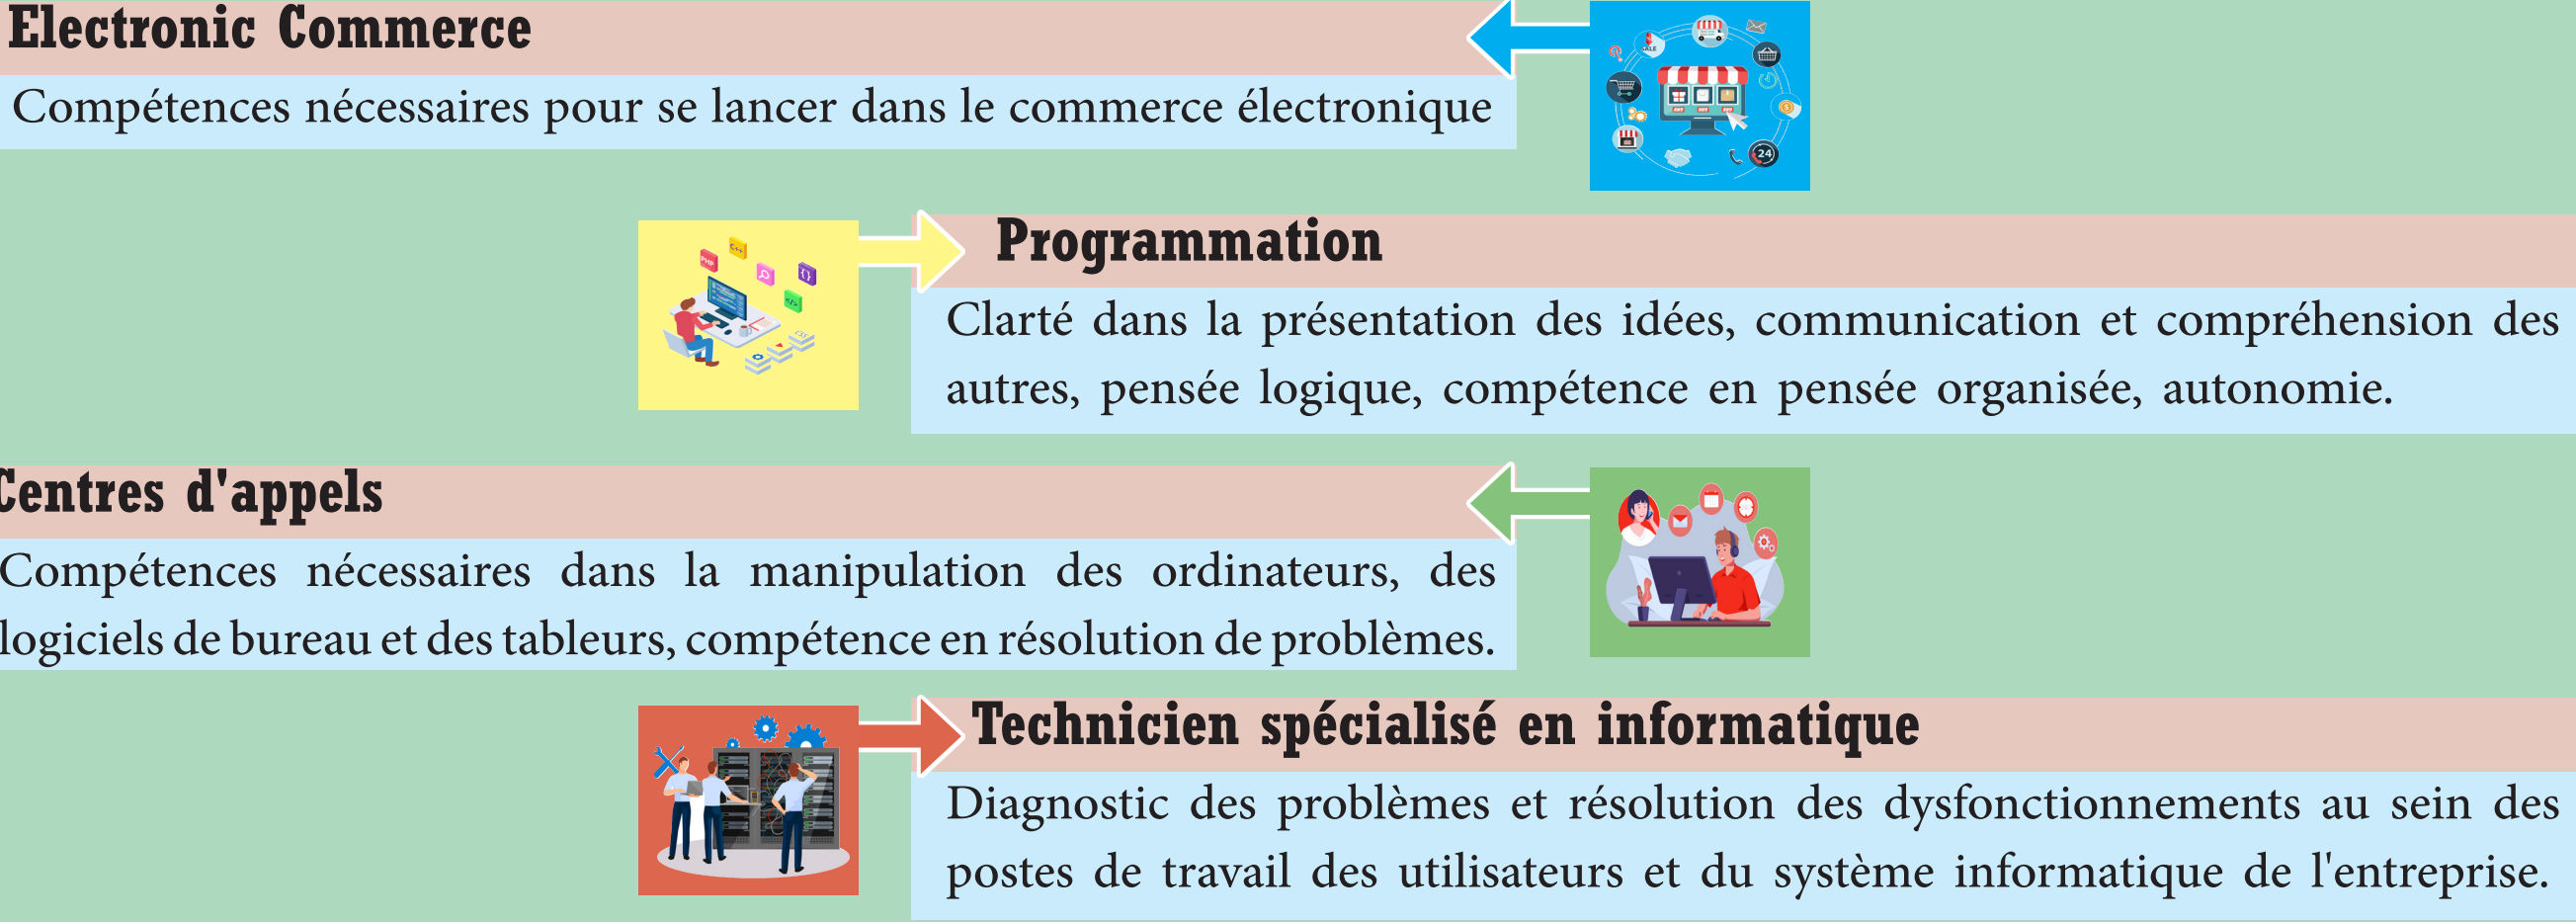 Electronic Commerce
Compétences nécessaires pour se lancer dans le commerce électronique
ALE
24
Programmation
Clarté dans la présentation des idées, communication et compréhension des
autres, pensée logique, compétence en pensée organisée, autonomie.
C++
PHP
{}
</>
CSS
Centres d'appels
Compétences nécessaires dans la manipulation des ordinateurs, des
logiciels de bureau et des tableurs, compétence en résolution de problèmes.
Technicien spécialisé en informatique
Diagnostic des problèmes et résolution des dysfonctionnements au sein des
postes de travail des utilisateurs et du système informatique de l'entreprise.